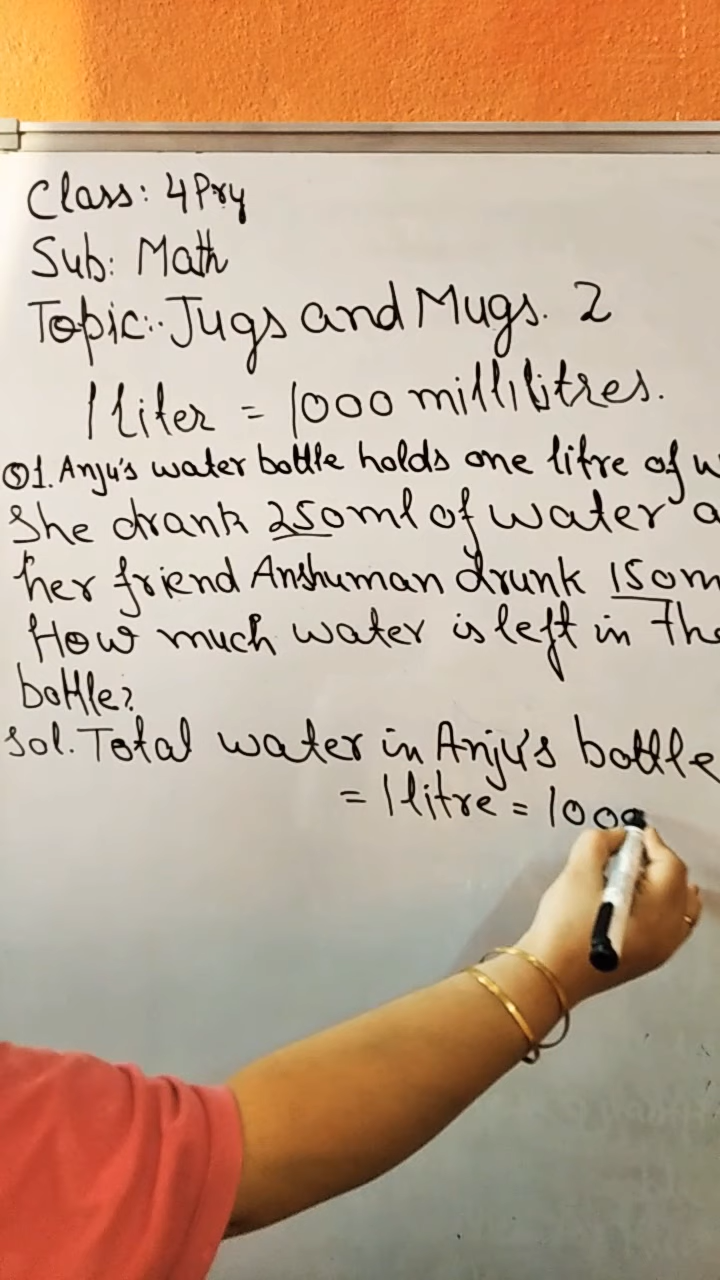 Class: 4Pry
Sub: Math
Topic:. Jugs and Mugs. 2
1 liter = 1000 millilitres.
Q1. Anju's water bottle holds one litre of w
She drank 250ml of water a
her friend Anshuman drunk 150m
How much water is left in the
bottle?
Sol. Total water in Anju's bottle
= 1 litre = 1000